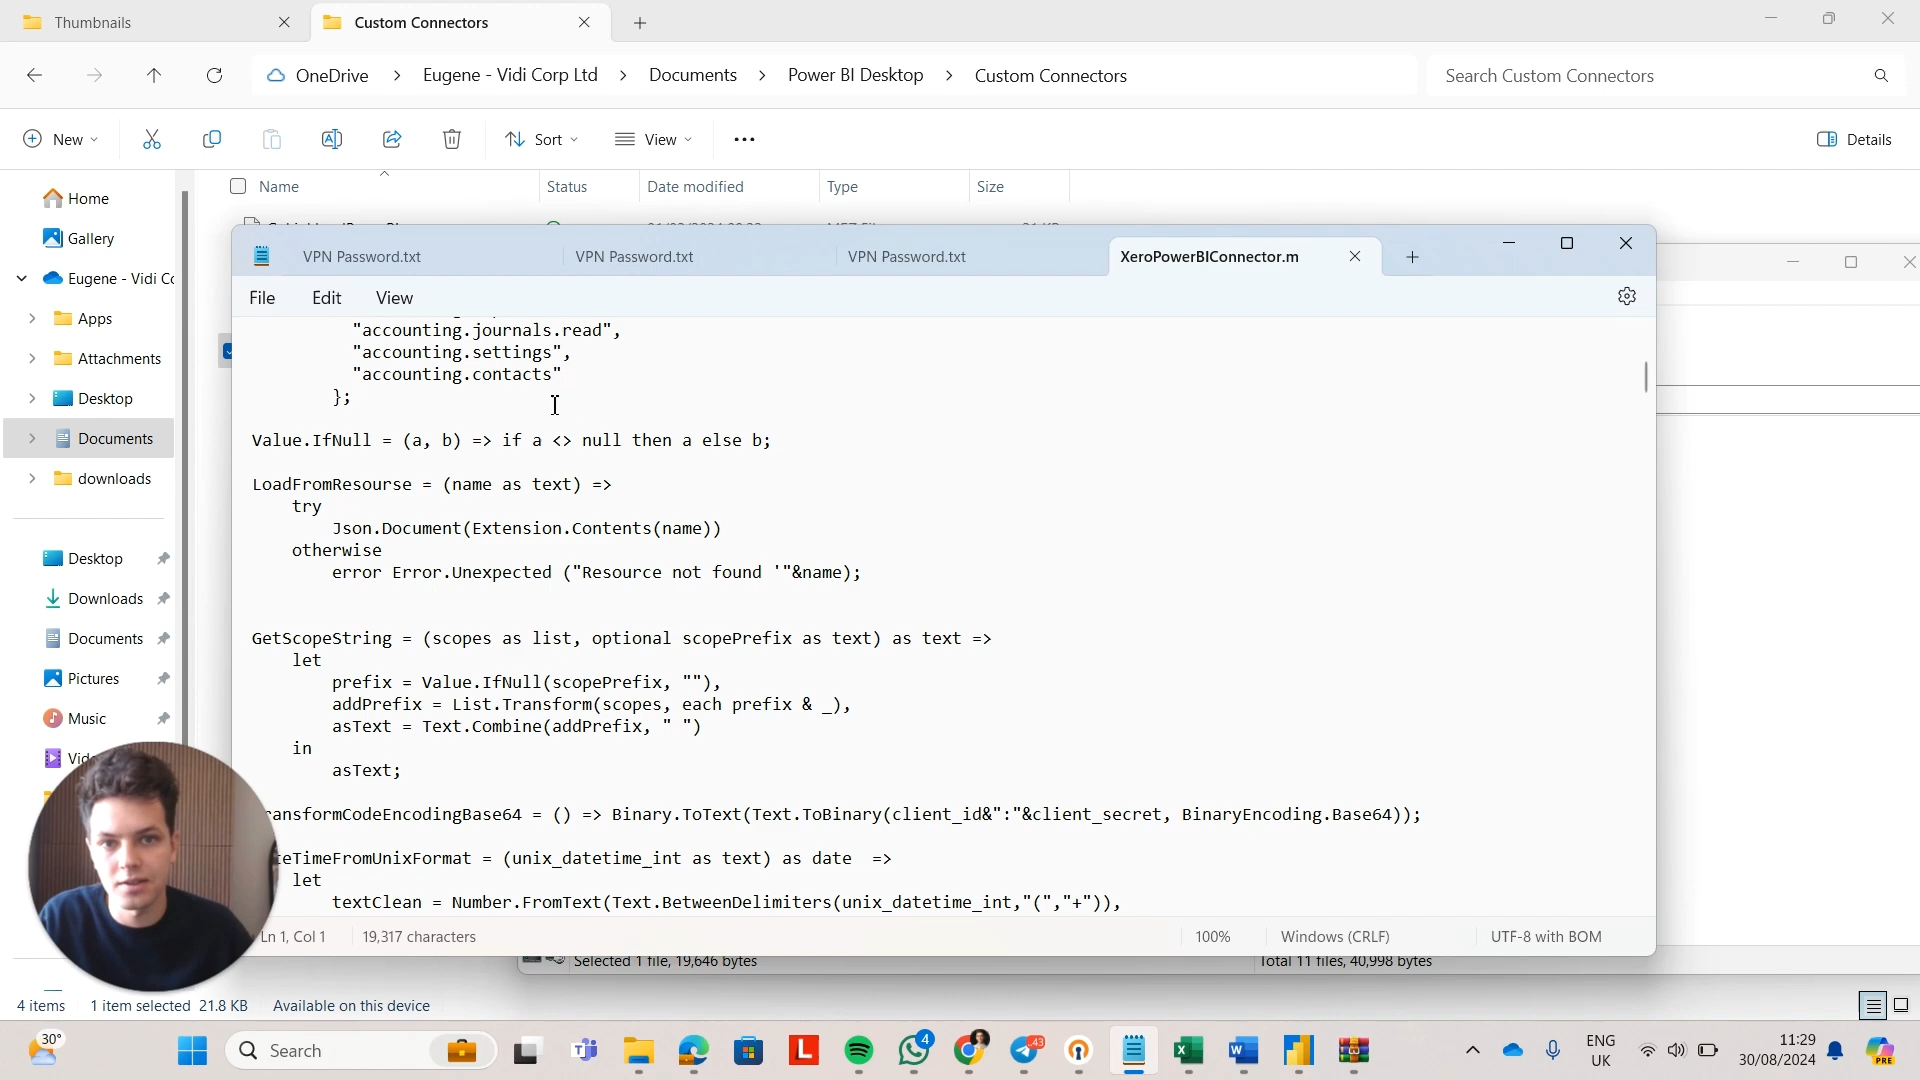 Thumbnails
Custom Connectors
OneDrive > Eugene - Vidi Corp Ltd > Documents > Power BI Desktop > Custom Connectors
Search Custom Connectors
New
Sort
View
Details
Name
Status
Date modified
Type
Size
Home
Gallery
Eugene - Vidi Co
Apps
Attachments
Desktop
Documents
downloads
Desktop
Downloads
Documents
Pictures
Music
VPN Password.txt
VPN Password.txt
VPN Password.txt
XeroPowerBIConnector.m
File
Edit
View
"accounting.journals.read",
"accounting.settings",
"accounting.contacts"
};
Value.IfNull = (a, b) => if a <> null then a else b;
LoadFromResourse = (name as text) =>
try
Json.Document(Extension.Contents(name))
otherwise
error Error.Unexpected ("Resource not found '"&name);
GetScopeString = (scopes as list, optional scopePrefix as text) as text =>
let
prefix = Value.IfNull(scopePrefix, ""),
addPrefix = List.Transform(scopes, each prefix & _),
asText = Text.Combine(addPrefix, " ")
in
asText;
ransformCodeEncodingBase64 = () => Binary.ToText(Text.ToBinary(client_id&":"&client_secret, BinaryEncoding.Base64));
teTimeFromUnixFormat = (unix_datetime_int as text) as date =>
let
textClean = Number.FromText(Text.BetweenDelimiters(unix_datetime_int,"(","+")),
Ln 1, Col 1
19,317 characters
100%
Windows (CRLF)
UTF-8 with BOM
Selected 1 file, 19,646 bytes
Total 11 files, 40,998 bytes
4 items
1 item selected 21.8 KB
Available on this device
30°
Search
4
43
ENG
UK
11:29
30/08/2024
PRE